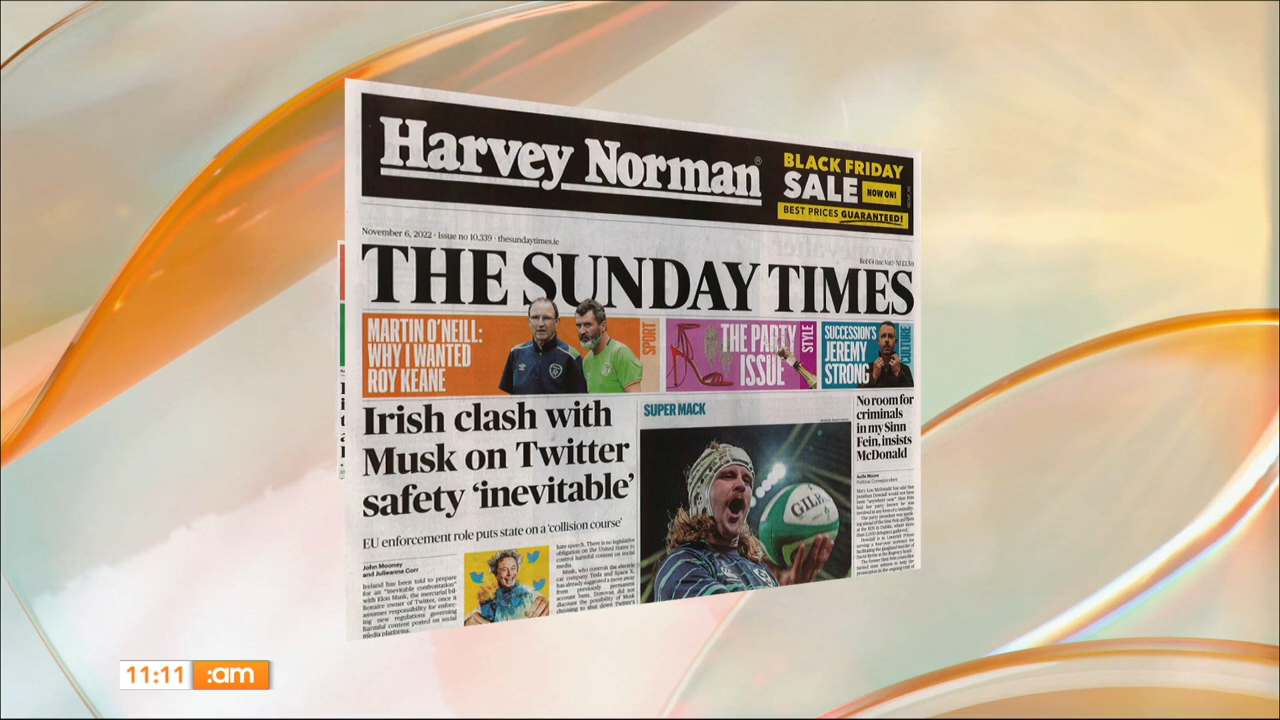 Harvey Norman®
BLACK FRIDAY
SALE NOW ON!
BEST PRICES GUARANTEED!
November 6, 2022 · Issue no 10,339 · thesundaytimes.ie
THE SUNDAY TIMES
MARTIN O'NEILL:
WHY I WANTED
ROY KEANE
SPORT
THE PARTY
ISSUE
STYLE
SUCCESSION'S
JEREMY
STRONG
CULTURE
Irish clash with
Musk on Twitter
safety ‘inevitable’
EU enforcement role puts state on a ‘collision course’
John Mooney
and Julieanne Corr
Ireland has been told to prepare
for an “inevitable confrontation”
with Elon Musk, the mercurial bil-
lionaire owner of Twitter, once it
assumes responsibility for enforc-
ing new regulations governing
harmful content posted on social
media platforms.
hate speech. There is no legislative
obligation on the United States to
control harmful content on social
media.
Musk, who controls the electric
car company Tesla and Space X,
has already suggested a move away
from previously permanent
account bans. Donovan did not
discount the possibility of Musk
choosing to shut down Twitter's
SUPER MACK
GILBERT
No room for
criminals
in my Sinn
Fein, insists
McDonald
Political Correspondent
11:11 :am